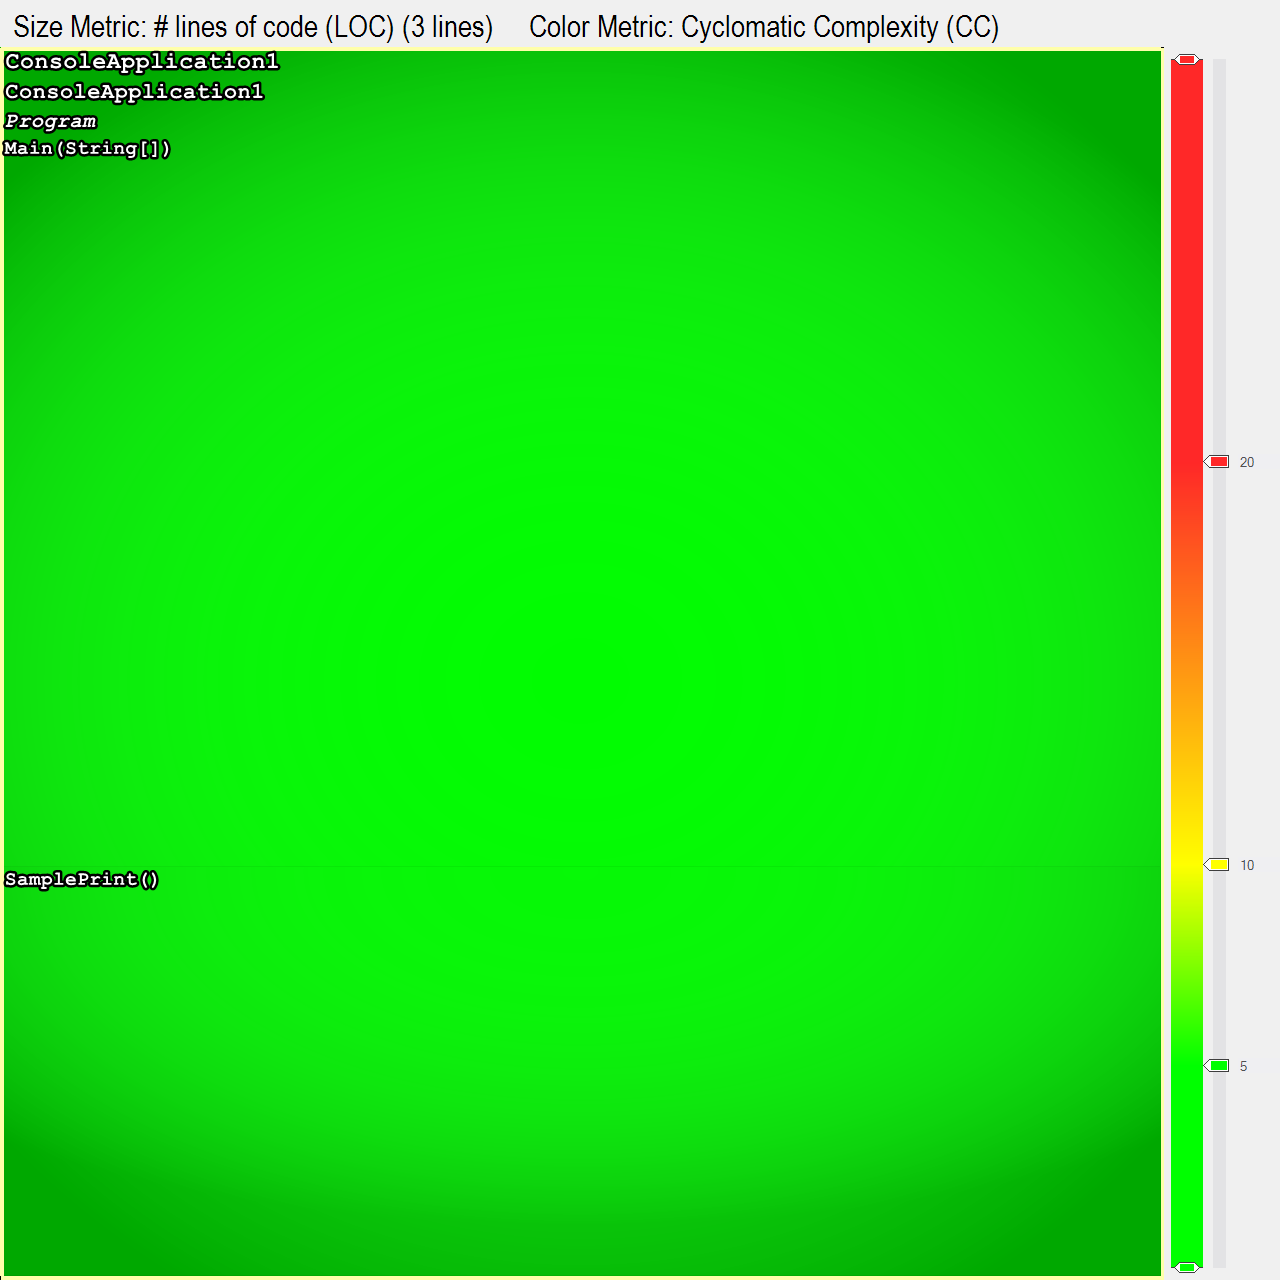 Size Metric: # lines of code (LOC) (3 lines) Color Metric: Cyclomatic Complexity (CC)
ConsoleApplication1
ConsoleApplication1
Program
Main(String[])
20
10
SamplePrint()
5